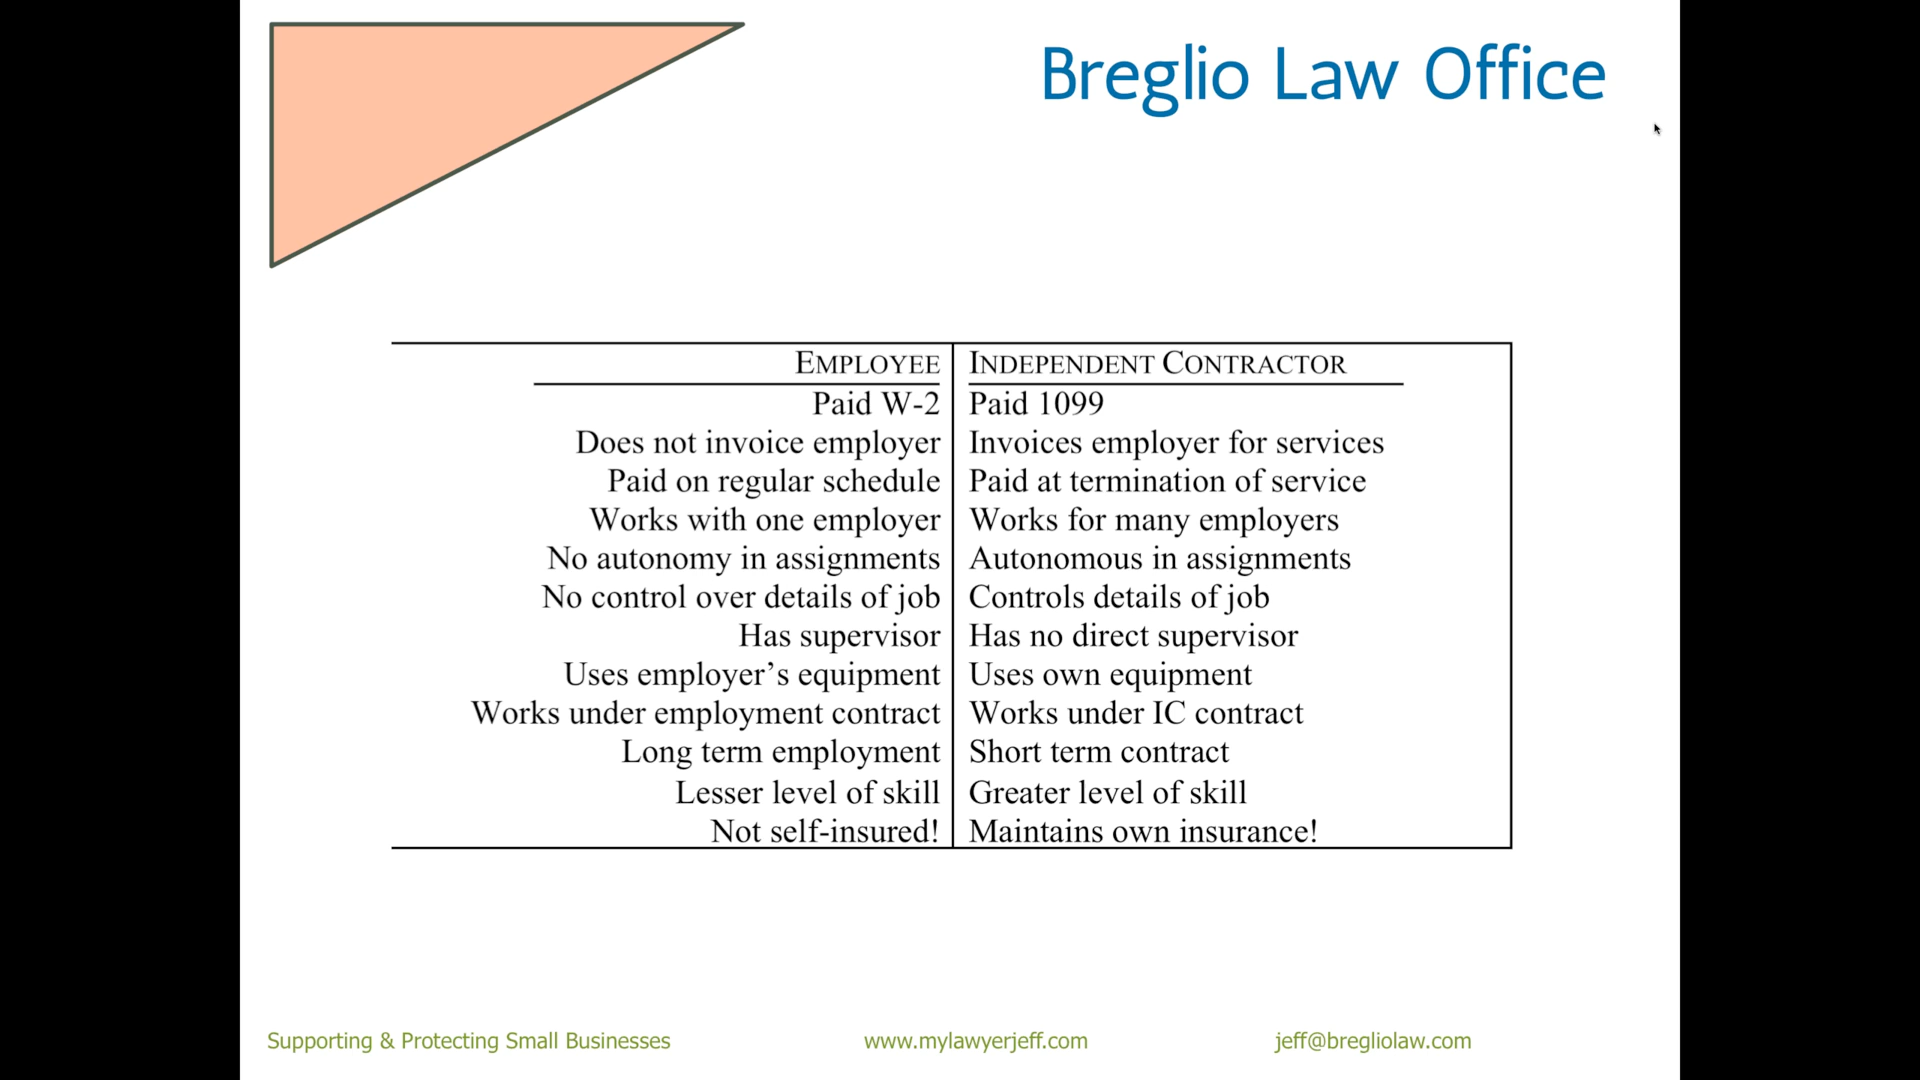 Breglio Law Office
EMPLOYEE INDEPENDENT CONTRACTOR
Paid W-2 Paid 1099
Does not invoice employer Invoices employer for services
Paid on regular schedule Paid at termination of service
Works with one employer Works for many employers
No autonomy in assignments Autonomous in assignments
No control over details of job Controls details of job
Has supervisor Has no direct supervisor
Uses employer’s equipment Uses own equipment
Works under employment contract Works under IC contract
Long term employment Short term contract
Lesser level of skill Greater level of skill
Not self-insured! Maintains own insurance!
Supporting & Protecting Small Businesses www.mylawyerjeff.com jeff@bregliolaw.com